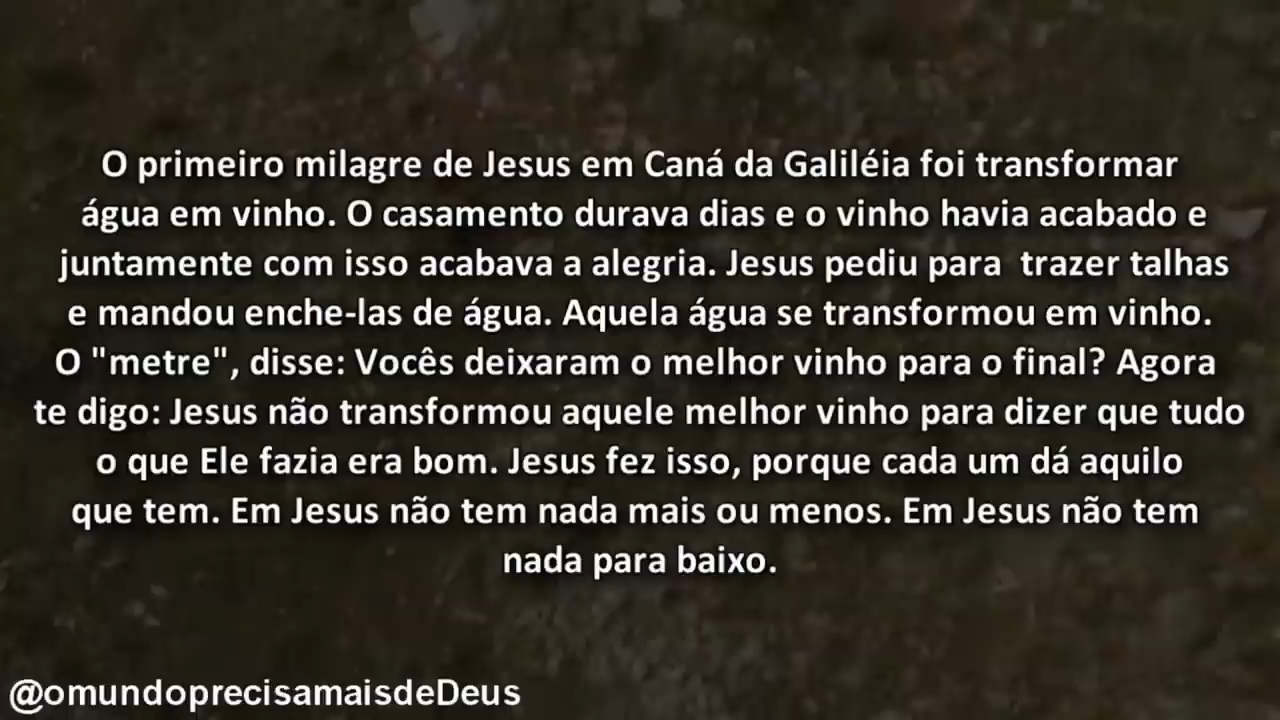 O primeiro milagre de Jesus em Caná da Galiléia foi transformar
água em vinho. O casamento durava dias e o vinho havia acabado e
juntamente com isso acabava a alegria. Jesus pediu para  trazer talhas
e mandou enche-las de água. Aquela água se transformou em vinho.
O "metre", disse: Vocês deixaram o melhor vinho para o final? Agora
te digo: Jesus não transformou aquele melhor vinho para dizer que tudo
o que Ele fazia era bom. Jesus fez isso, porque cada um dá aquilo
que tem. Em Jesus não tem nada mais ou menos. Em Jesus não tem
nada para baixo.
@omundoprecisamaisdeDeus